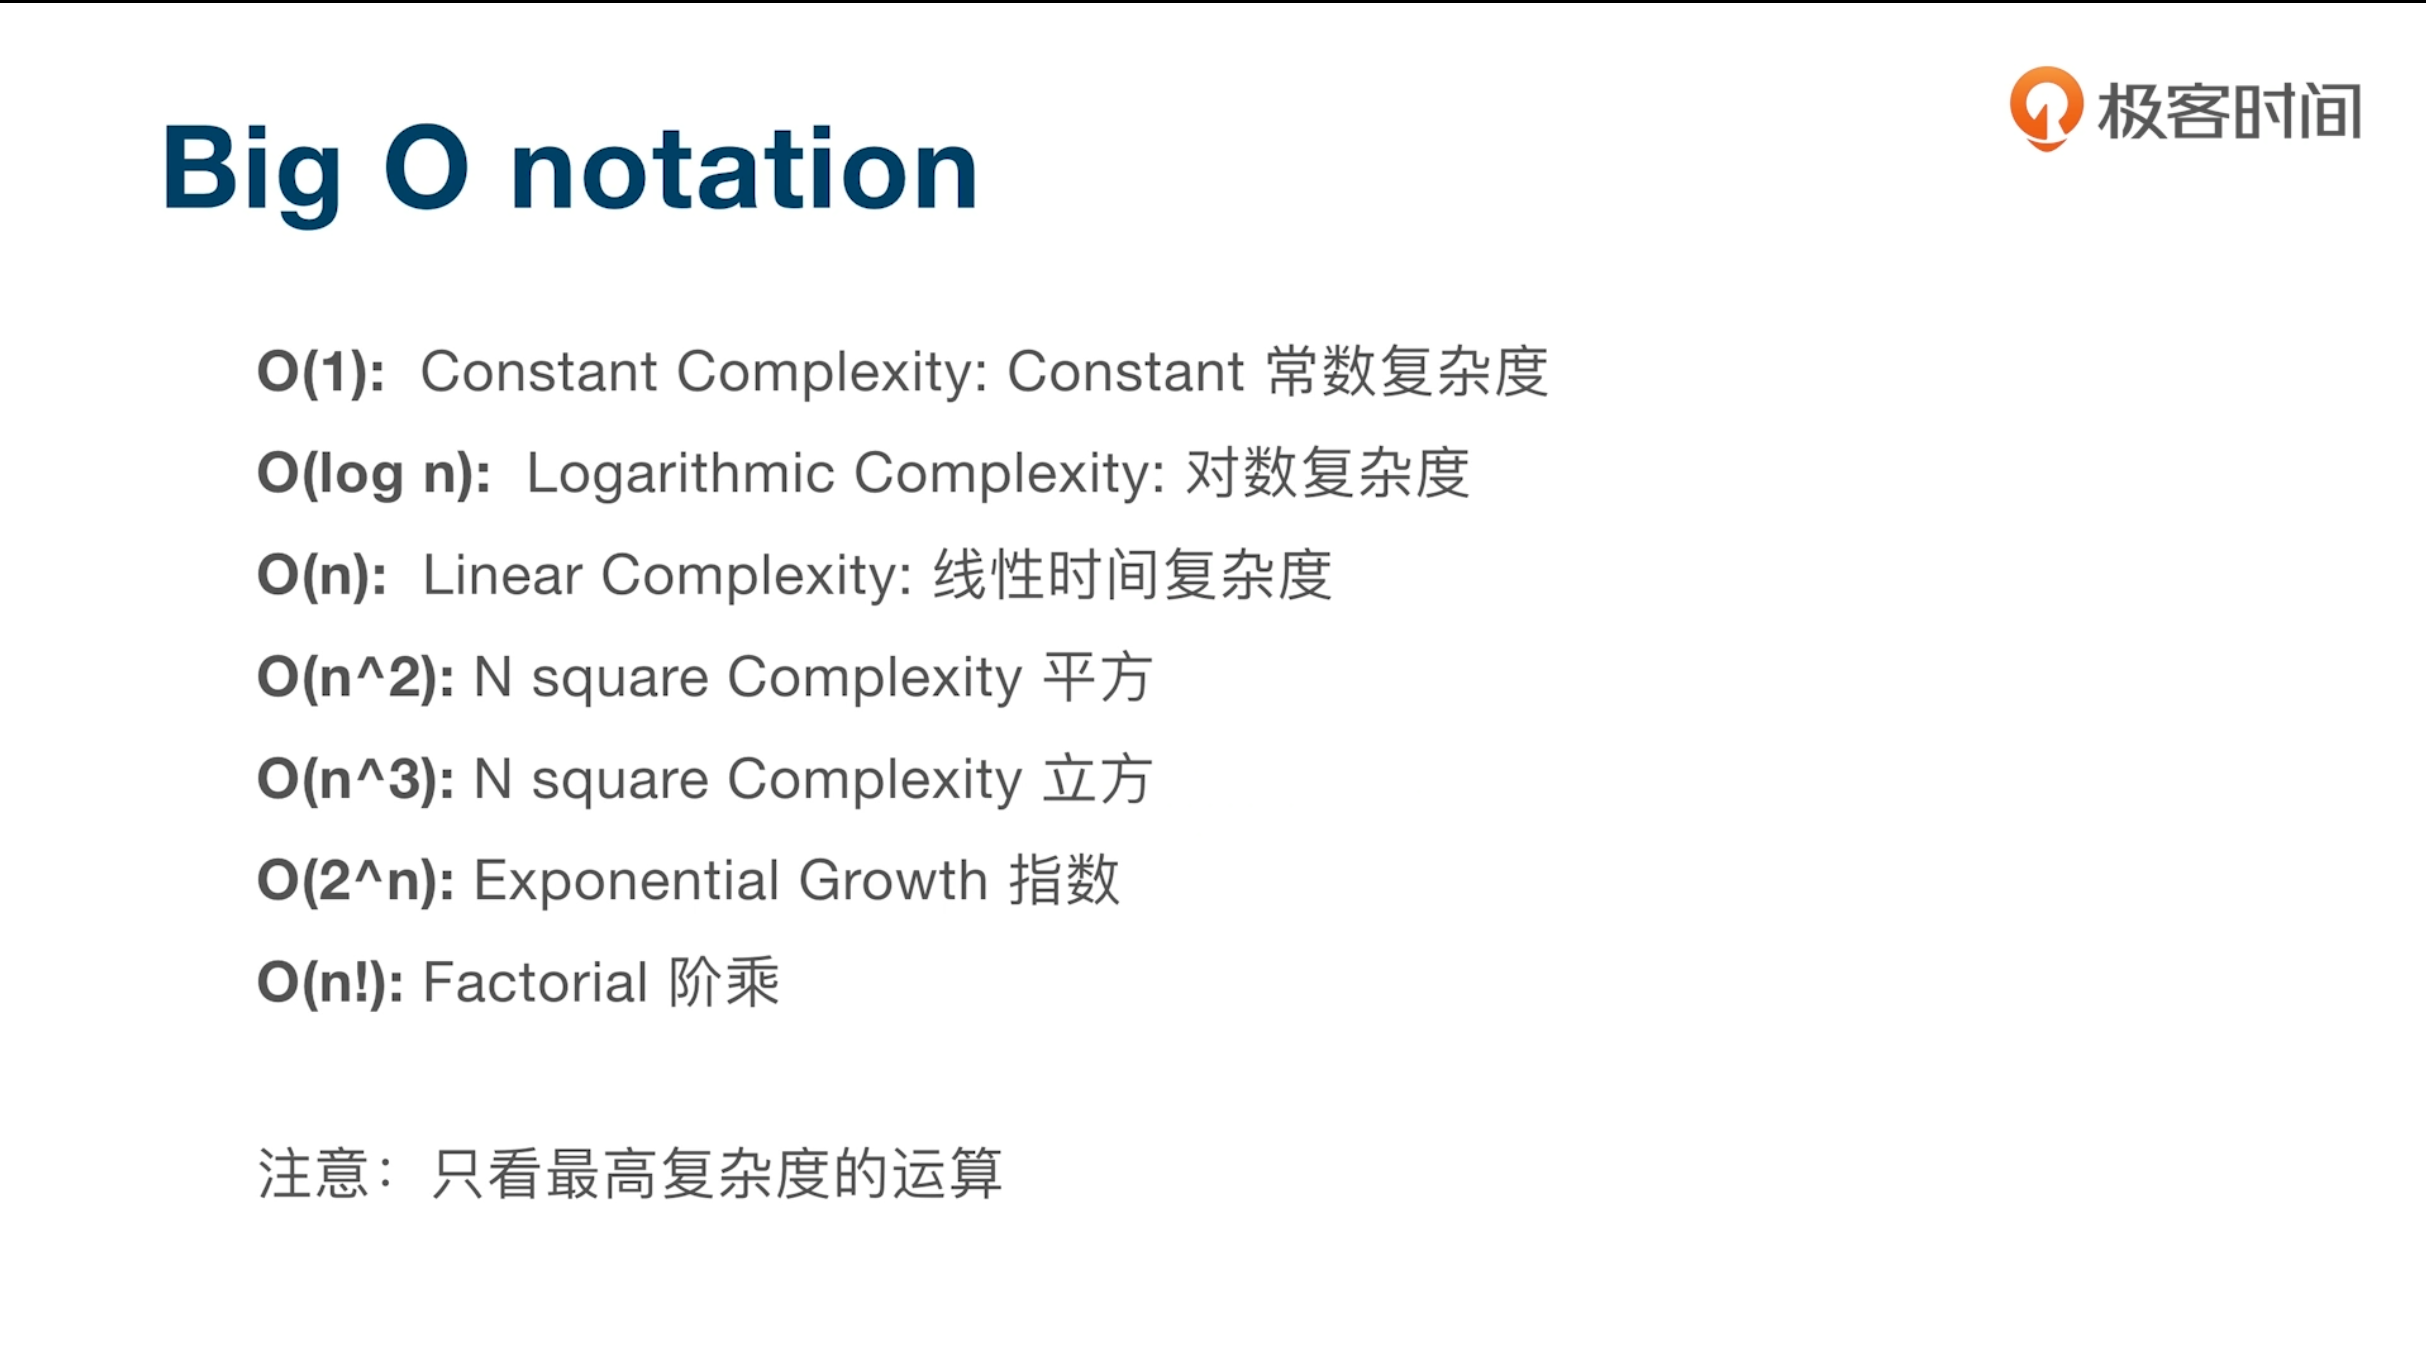 极客时间
Big O notation
O(1): Constant Complexity: Constant 常数复杂度
O(log n): Logarithmic Complexity: 对数复杂度
O(n): Linear Complexity: 线性时间复杂度
O(n^2): N square Complexity 平方
O(n^3): N square Complexity 立方
O(2^n): Exponential Growth 指数
O(n!): Factorial 阶乘
注意：只看最高复杂度的运算